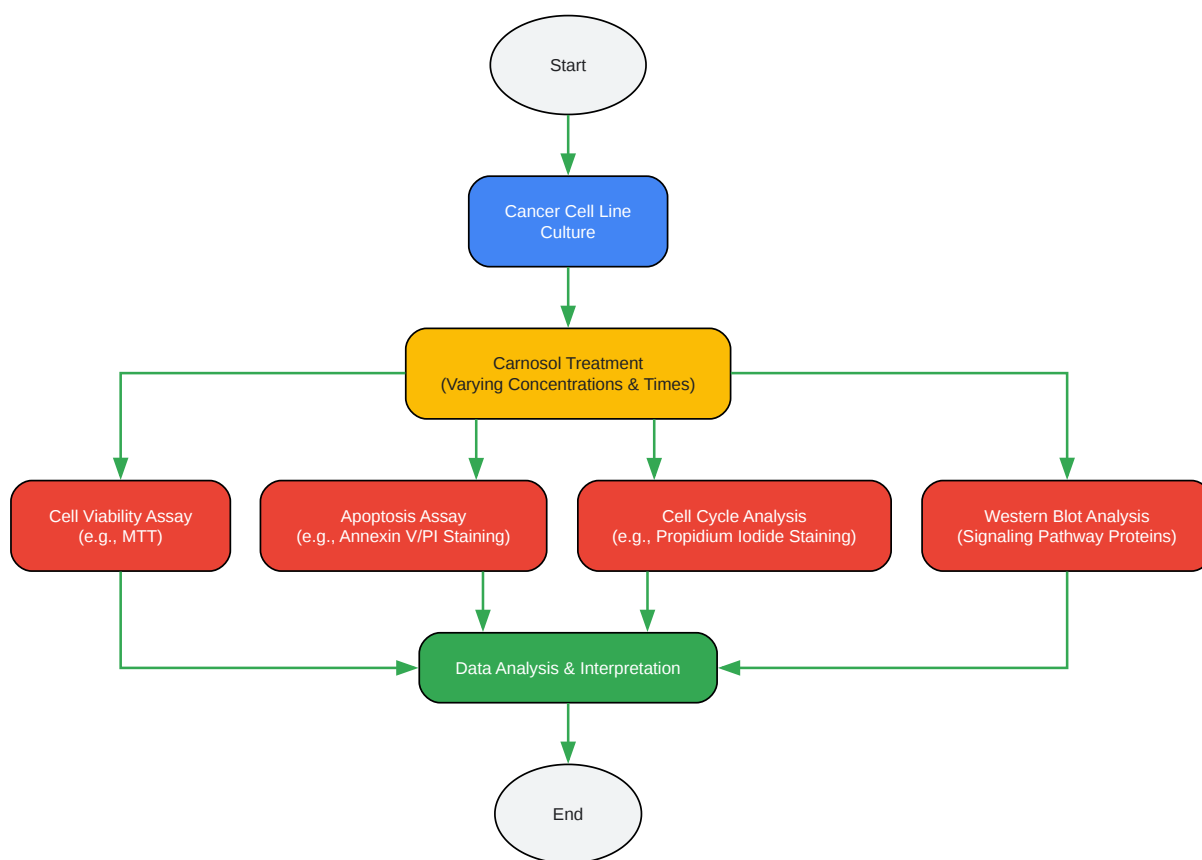 Start
Cancer Cell Line
Culture
Carnosol Treatment
(Varying Concentrations & Times)
Cell Viability Assay
(e.g., MTT)
Apoptosis Assay
(e.g., Annexin V/PI Staining)
Cell Cycle Analysis
(e.g., Propidium Iodide Staining)
Western Blot Analysis
(Signaling Pathway Proteins)
Data Analysis & Interpretation
End